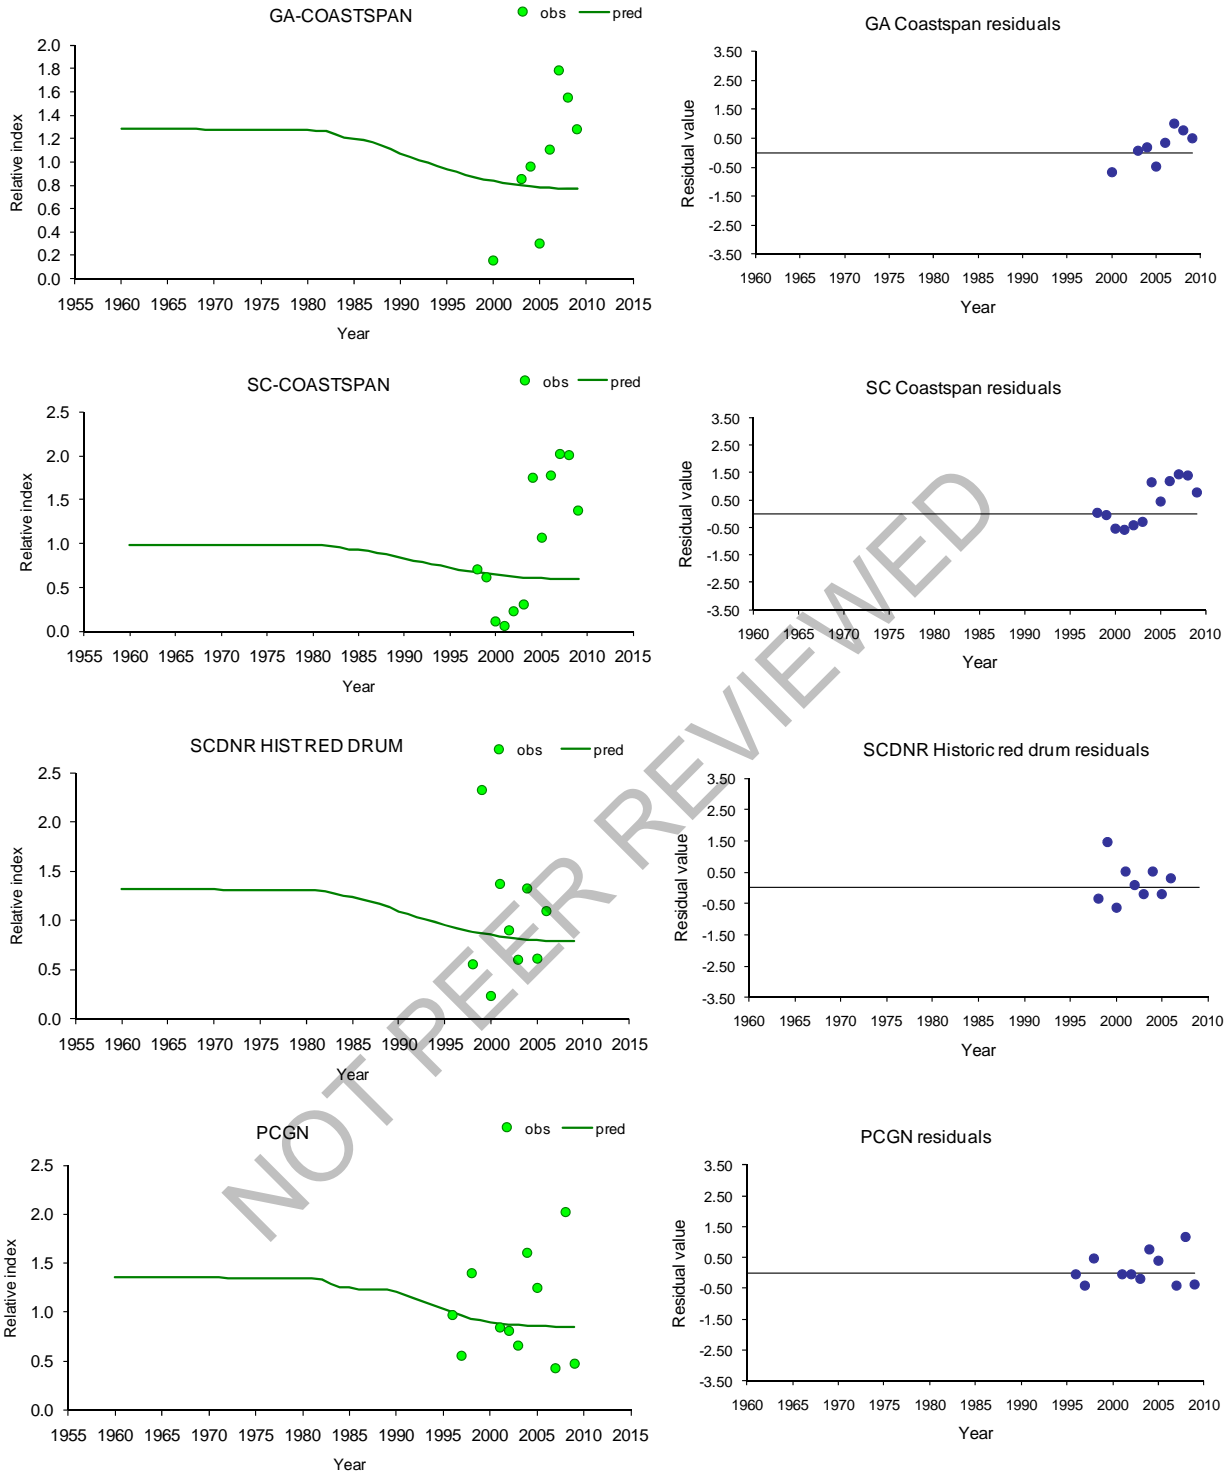 GA-COASTSPAN
obs pred
2.0
1.8
1.6
1.4
1.2
1.0
0.8
0.6
0.4
0.2
0.0
Relative index
1955 1960 1965 1970 1975 1980 1985 1990 1995 2000 2005 2010 2015
Year
GA Coastspan residuals
3.50
2.50
1.50
0.50
-0.50
-1.50
-2.50
-3.50
Residual value
1960 1965 1970 1975 1980 1985 1990 1995 2000 2005 2010
Year
SC-COASTSPAN
obs pred
2.5
2.0
1.5
1.0
0.5
0.0
Relative index
1955 1960 1965 1970 1975 1980 1985 1990 1995 2000 2005 2010 2015
Year
SC Coastspan residuals
3.50
2.50
1.50
0.50
-0.50
-1.50
-2.50
-3.50
Residual value
1960 1965 1970 1975 1980 1985 1990 1995 2000 2005 2010
Year
SCDNR HIST RED DRUM
obs pred
2.5
2.0
1.5
1.0
0.5
0.0
Relative index
1955 1960 1965 1970 1975 1980 1985 1990 1995 2000 2005 2010 2015
Year
SCDNR Historic red drum residuals
3.50
2.50
1.50
0.50
-0.50
-1.50
-2.50
-3.50
Residual value
1960 1965 1970 1975 1980 1985 1990 1995 2000 2005 2010
Year
PCGN
obs pred
2.5
2.0
1.5
1.0
0.5
0.0
Relative index
1955 1960 1965 1970 1975 1980 1985 1990 1995 2000 2005 2010 2015
Year
PCGN residuals
3.50
2.50
1.50
0.50
-0.50
-1.50
-2.50
-3.50
Residual value
1960 1965 1970 1975 1980 1985 1990 1995 2000 2005 2010
Year
NOT PEER REVIEWED